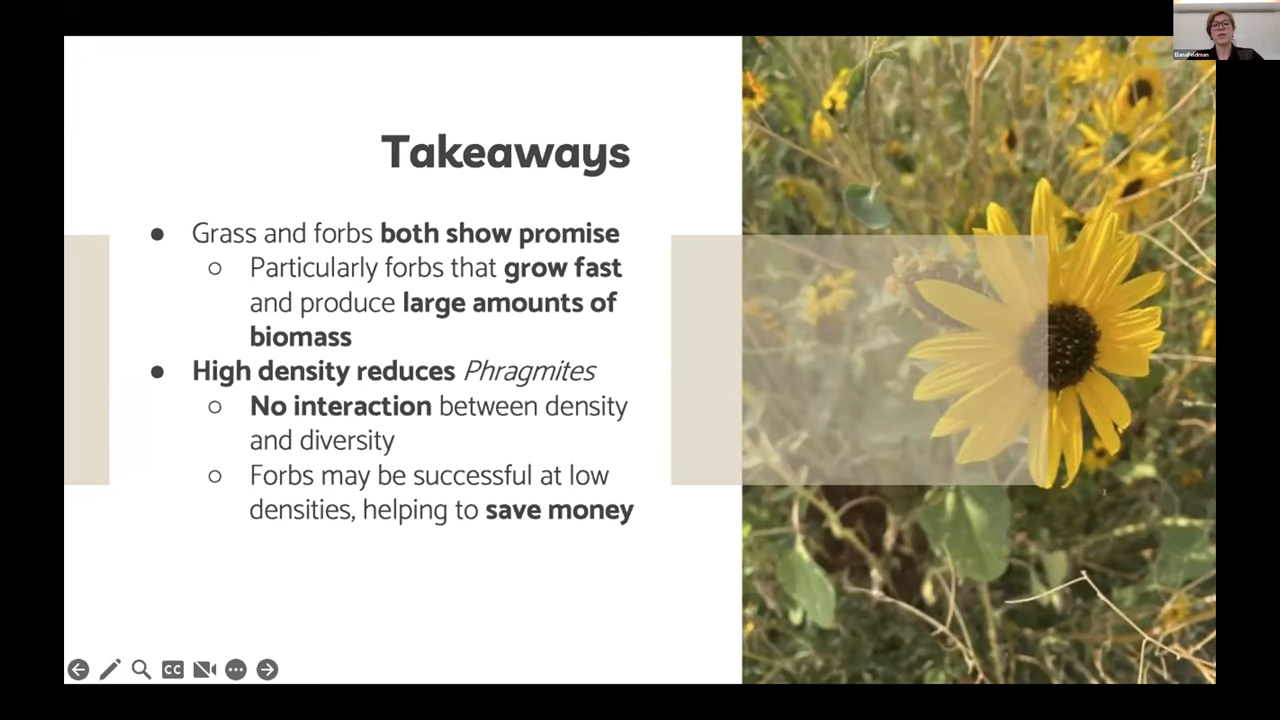 ElanaFeldman
Takeaways
● Grass and forbs both show promise
○ Particularly forbs that grow fast
and produce large amounts of
biomass
● High density reduces Phragmites
○ No interaction between density
and diversity
○ Forbs may be successful at low
densities, helping to save money
CC